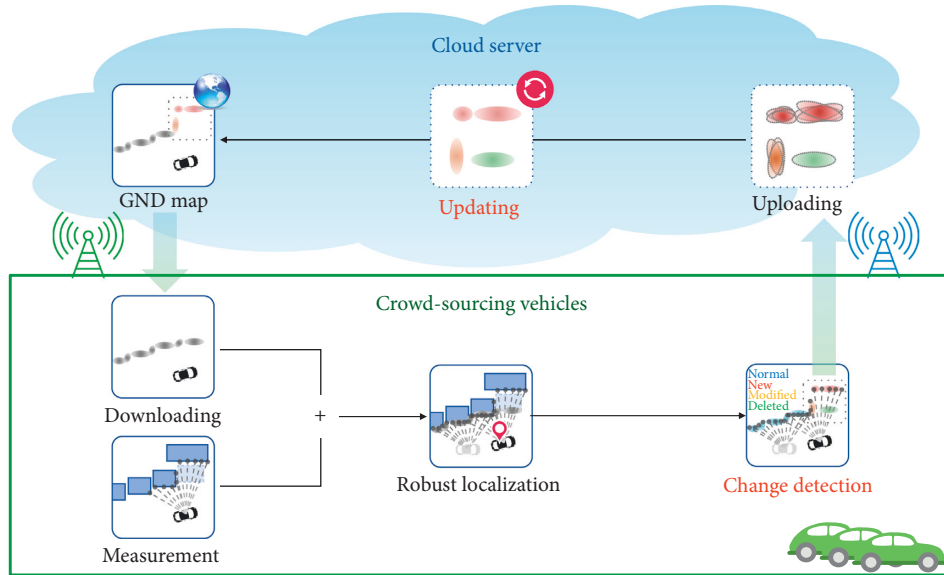 Cloud server
GND map
Updating
Uploading
Crowd-sourcing vehicles
Downloading
+
Measurement
Robust localization
Normal
New
Modified
Deleted
Change detection